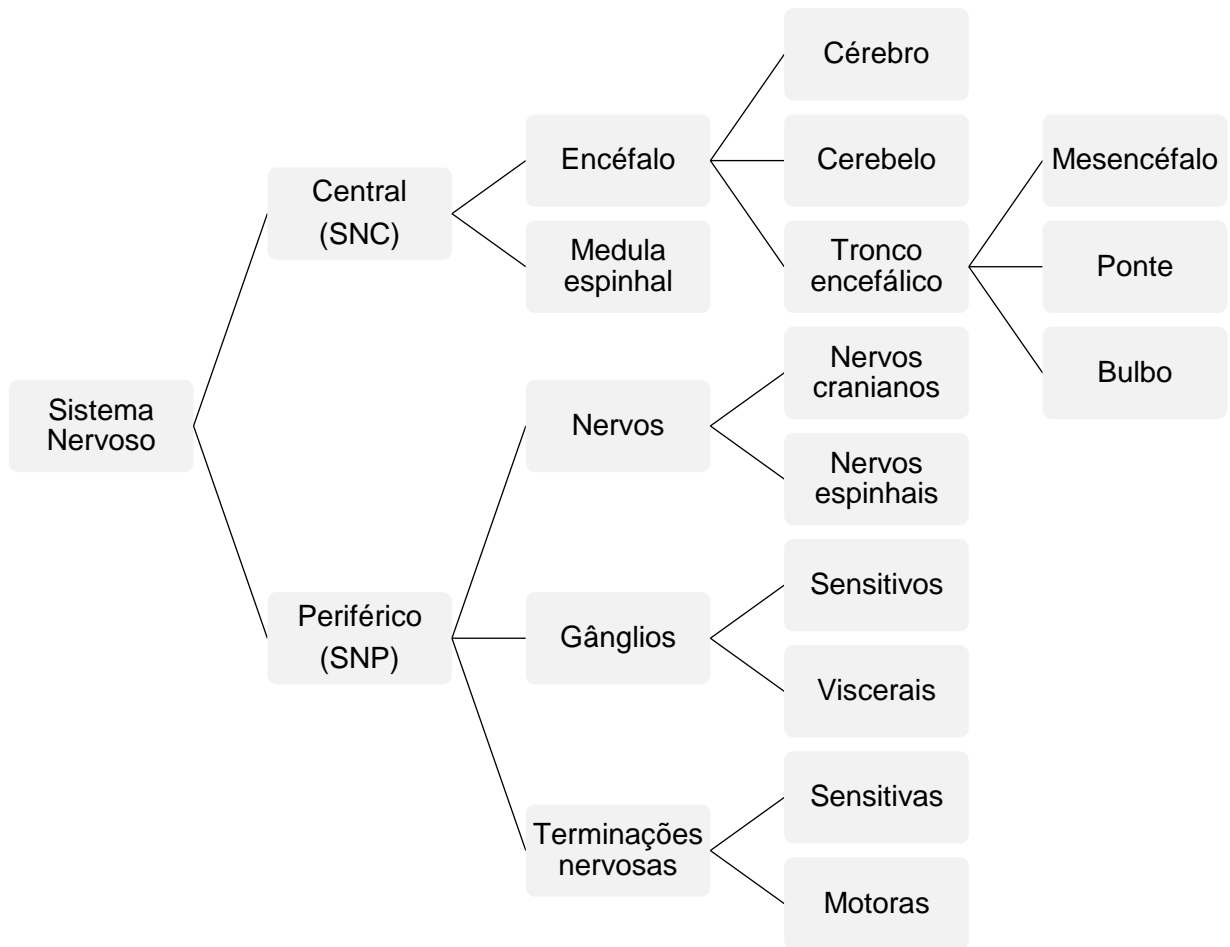 Sistema
Nervoso
Central
(SNC)
Encéfalo
Cérebro
Cerebelo
Tronco
encefálico
Mesencéfalo
Ponte
Bulbo
Medula
espinhal
Periférico
(SNP)
Nervos
Nervos
cranianos
Nervos
espinhais
Gânglios
Sensitivos
Viscerais
Terminações
nervosas
Sensitivas
Motoras